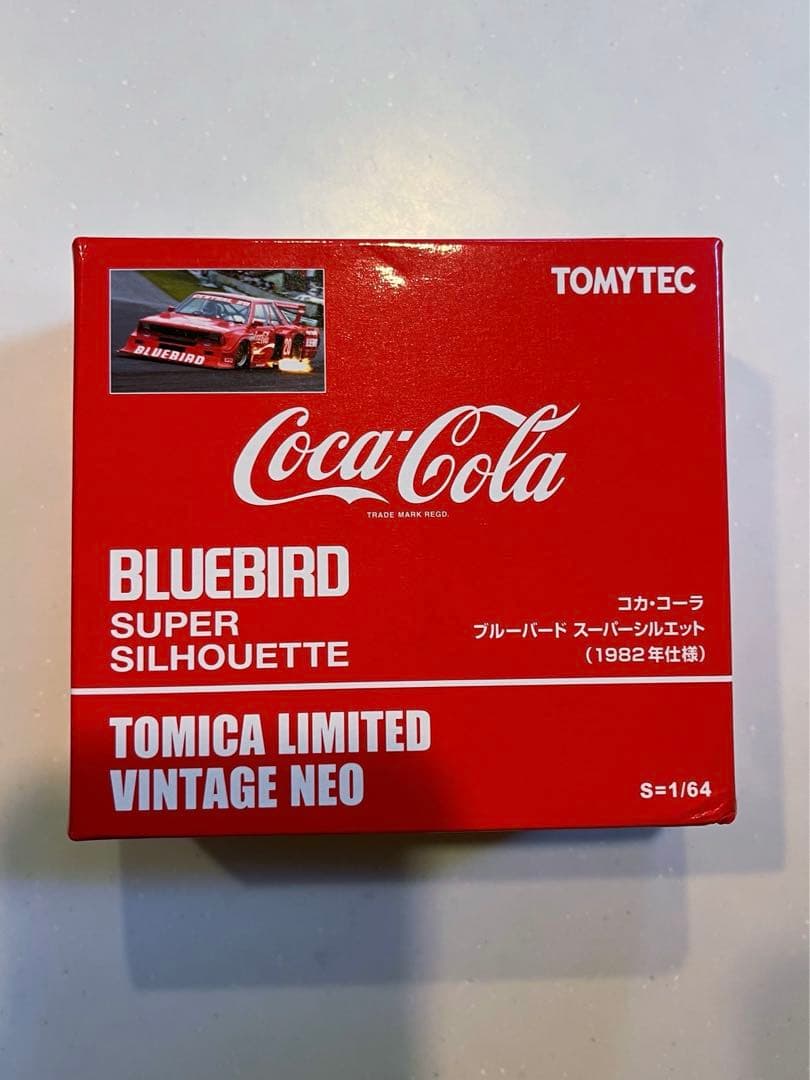 TOMYTEC
BLUEBIRD
20
Coca-Cola
TRADE MARK REGD.
BLUEBIRD
SUPER
SILHOUETTE
コカ・コーラ
ブルーバード スーパーシルエット
(1982年仕様)
TOMICA LIMITED
VINTAGE NEO
S=1/64